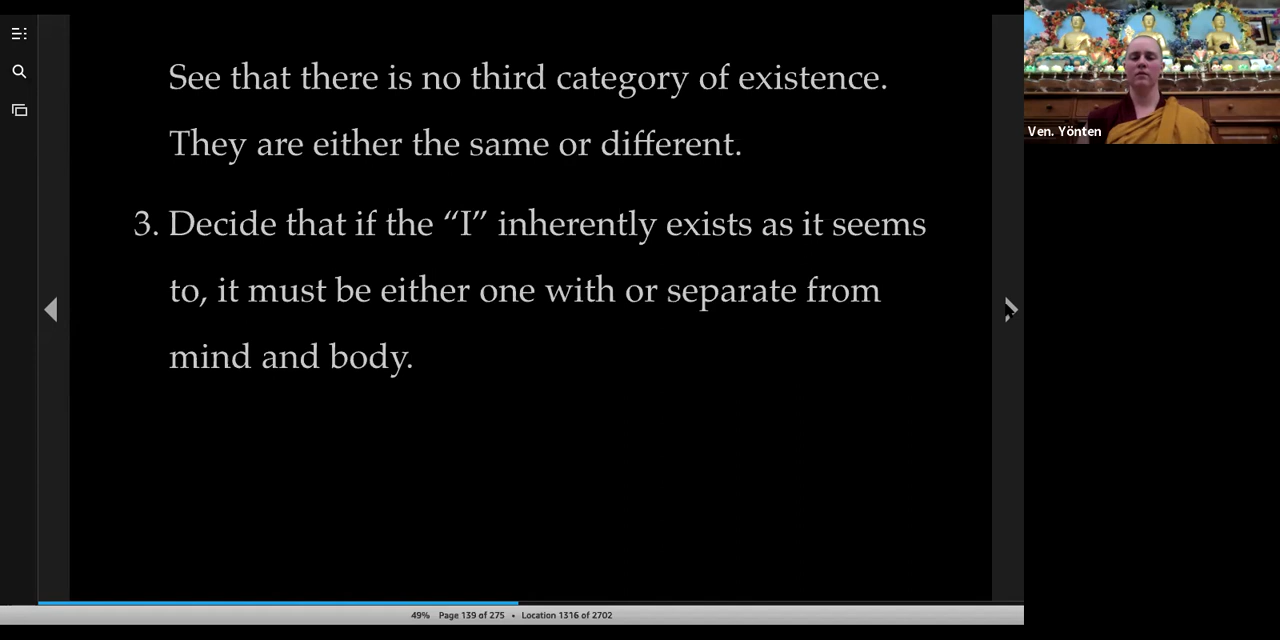 See that there is no third category of existence.
They are either the same or different.
3. Decide that if the “I” inherently exists as it seems
to, it must be either one with or separate from
mind and body.
Ven. Yönten
49% Page 139 of 275 • Location 1316 of 2702